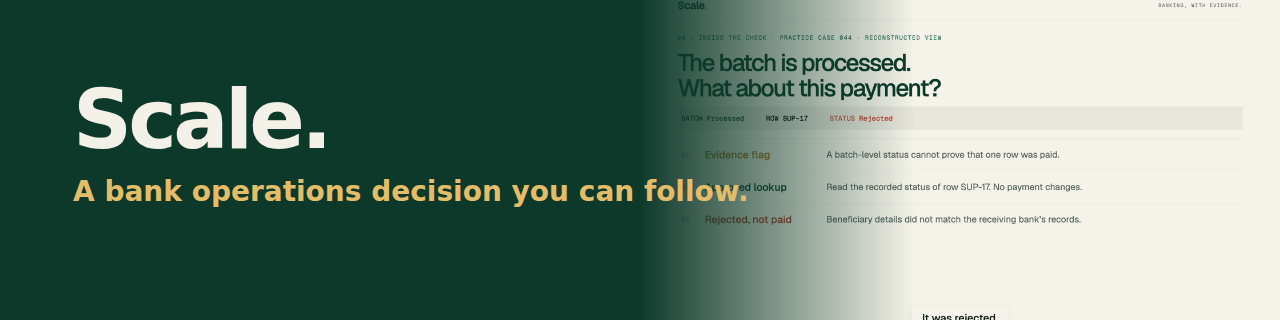 Scale.
A bank operations decision you can follow.
Scale.
BANKING, WITH EVIDENCE.
/ INSIDE THE CHECK · PRACTICE CASE 044 · RECONSTRUCTED VIEW
The batch is processed.
What about this payment?
BATCH Processed ROW SUP-17 STATUS Rejected
01 Evidence flag A batch-level status cannot prove that one row was paid.
lookup Read the recorded status of row SUP-17. No payment changes.
03 Rejected, not paid Beneficiary details did not match the receiving bank's records.
It was rejected